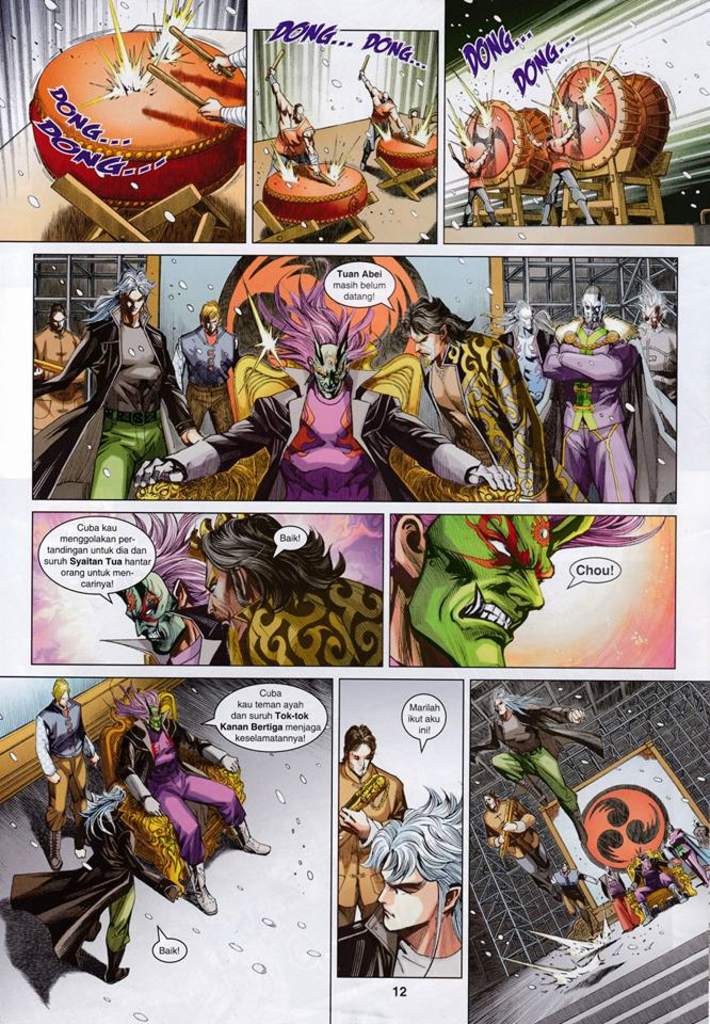 DONG...
DONG...
DONG... DONG...
DONG...
DONG...
Tuan Abei
masih belum
datang!
Cuba kau
menggolakan per-
tandingan untuk dia dan
suruh Syaitan Tua hantar
orang untuk men-
carinya!
Baik!
Chou!
Cuba
kau teman ayah
dan suruh Tok-tok
Kanan Bertiga menjaga
keselamatannya!
Baik!
Marilah
ikut aku
ini!
12